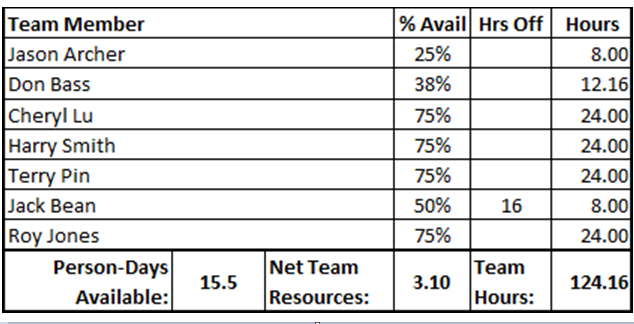 Team Member % Avail Hrs Off Hours
Jason Archer 25% 8.00
Don Bass 38% 12.16
Cheryl Lu 75% 24.00
Harry Smith 75% 24.00
Terry Pin 75% 24.00
Jack Bean 50% 16 8.00
Roy Jones 75% 24.00
Person-Days Available: 15.5 Net Team Resources: 3.10 Team Hours: 124.16